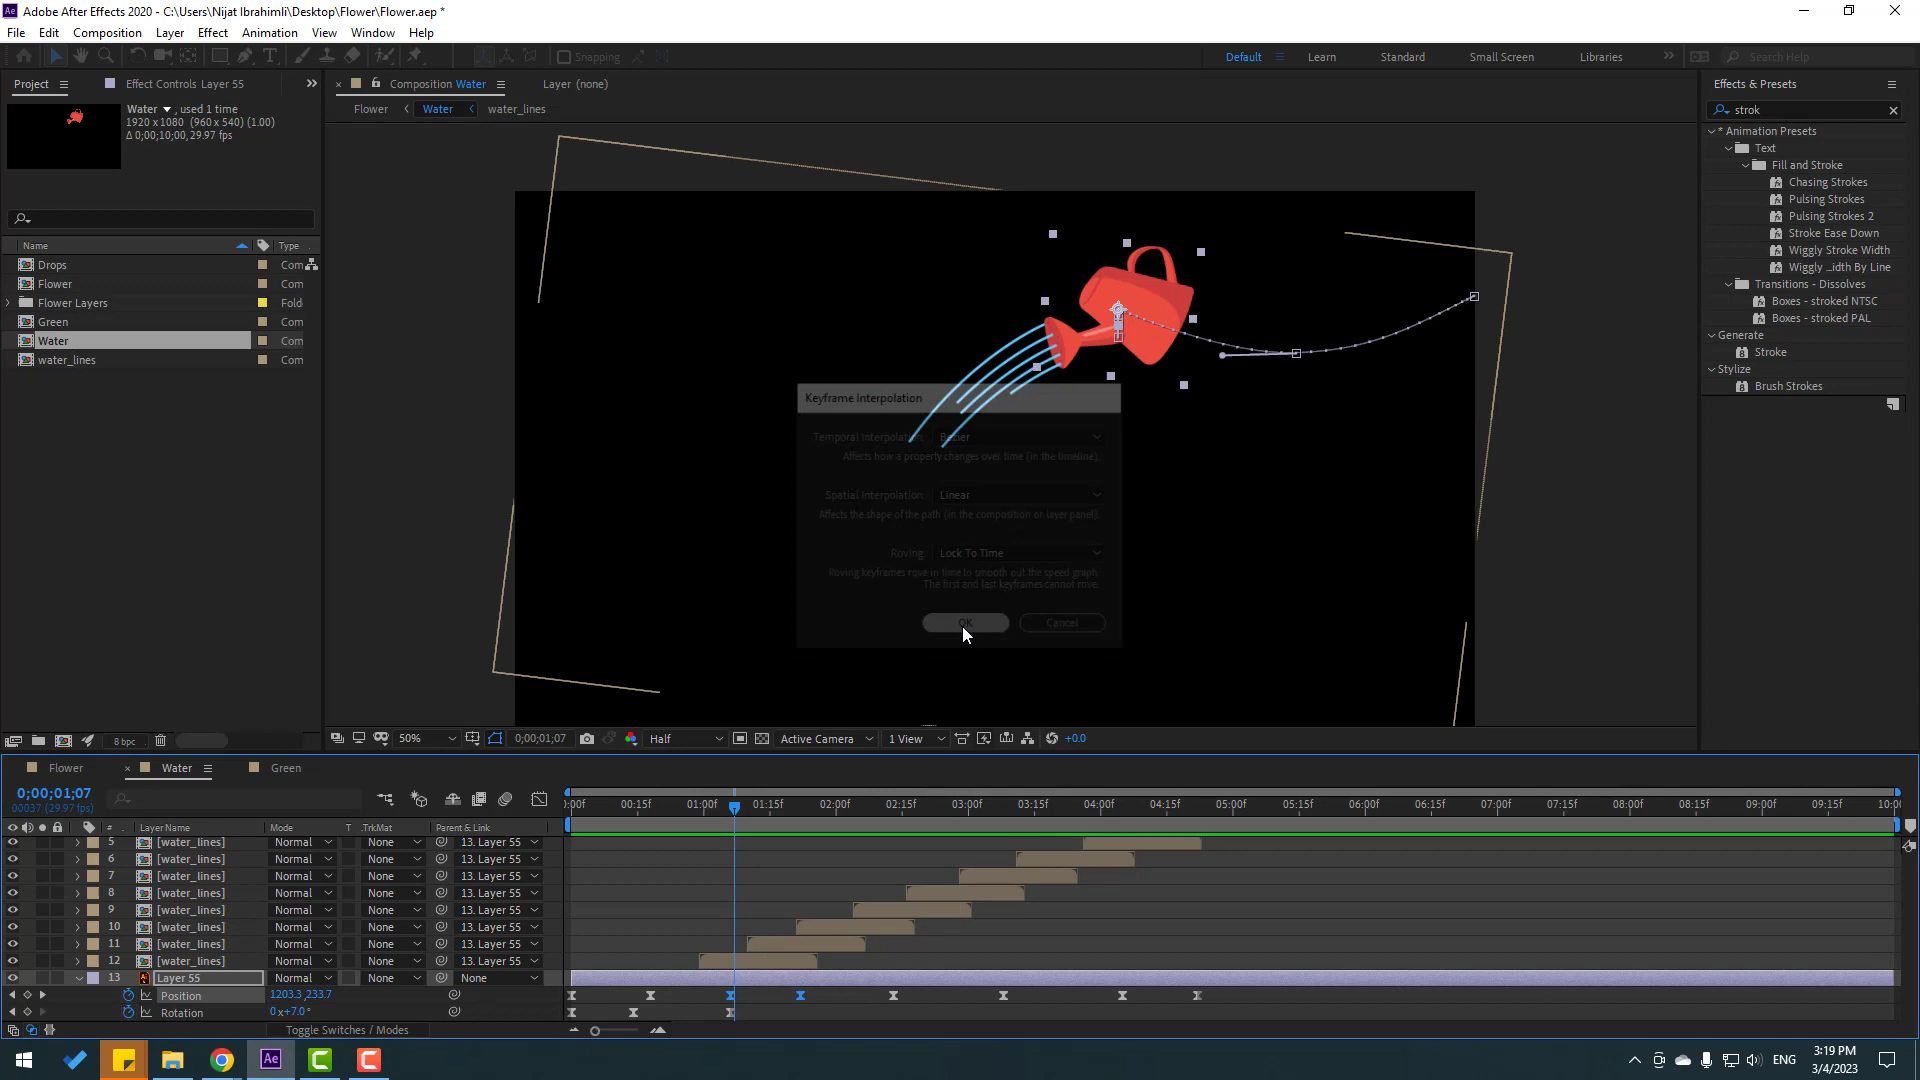 Adobe After Effects 2020 - C:\Users\Nijat Ibrahimli\Desktop\Flower\Flower.aep *
File Edit Composition Layer Effect Animation View Window Help
Snapping
Default Learn Standard Small Screen Libraries Search Help
Project Effect Controls Layer 55
Composition Water Layer (none)
Effects & Presets
Water , used 1 time
1920 x 1080 (960 x 540) (1.00)
Δ 0;00;10;00, 29.97 fps
Flower Water water_lines
strok
* Animation Presets
Text
Fill and Stroke
Chasing Strokes
Pulsing Strokes
Pulsing Strokes 2
Stroke Ease Down
Wiggly Stroke Width
Wiggly ...idth By Line
Transitions - Dissolves
Boxes - stroked NTSC
Boxes - stroked PAL
Generate
Stroke
Stylize
Brush Strokes
Name Type
Drops Com
Flower Com
Flower Layers Fold
Green Com
Water Com
water_lines Com
Keyframe Interpolation
Temporal Interpolation: Bezier
Affects how a property changes over time (in the timeline).
Spatial Interpolation: Linear
Affects the shape of the path (in the composition or layer panel).
Roving: Lock To Time
Roving keyframes rove in time to smooth out the speed graph.
The first and last keyframes cannot rove.
OK Cancel
8 bpc
50% 0;00;01;07 Half Active Camera 1 View +0.0
Flower Water Green
0;00;01;07
00037 (29.97 fps)
:00f 00:15f 01:00f 01:15f 02:00f 02:15f 03:00f 03:15f 04:00f 04:15f 05:00f 05:15f 06:00f 06:15f 07:00f 07:15f 08:00f 08:15f 09:00f 09:15f 10:0
# Layer Name Mode T .TrkMat Parent & Link
5 [water_lines] Normal None 13. Layer 55
6 [water_lines] Normal None 13. Layer 55
7 [water_lines] Normal None 13. Layer 55
8 [water_lines] Normal None 13. Layer 55
9 [water_lines] Normal None 13. Layer 55
10 [water_lines] Normal None 13. Layer 55
11 [water_lines] Normal None 13. Layer 55
12 [water_lines] Normal None 13. Layer 55
13 Layer 55 Normal None None
Position 1203.3,233.7
Rotation 0x+7.0°
Toggle Switches / Modes
ENG
3:19 PM
3/4/2023